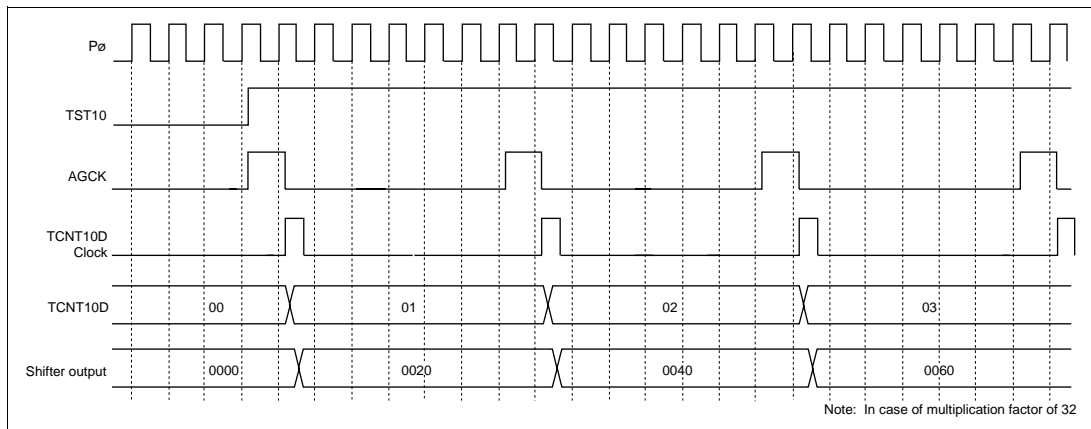 Pø
TST10
AGCK
TCNT10D
Clock
TCNT10D
00
01
02
03
Shifter output
0000
0020
0040
0060
Note: In case of multiplication factor of 32